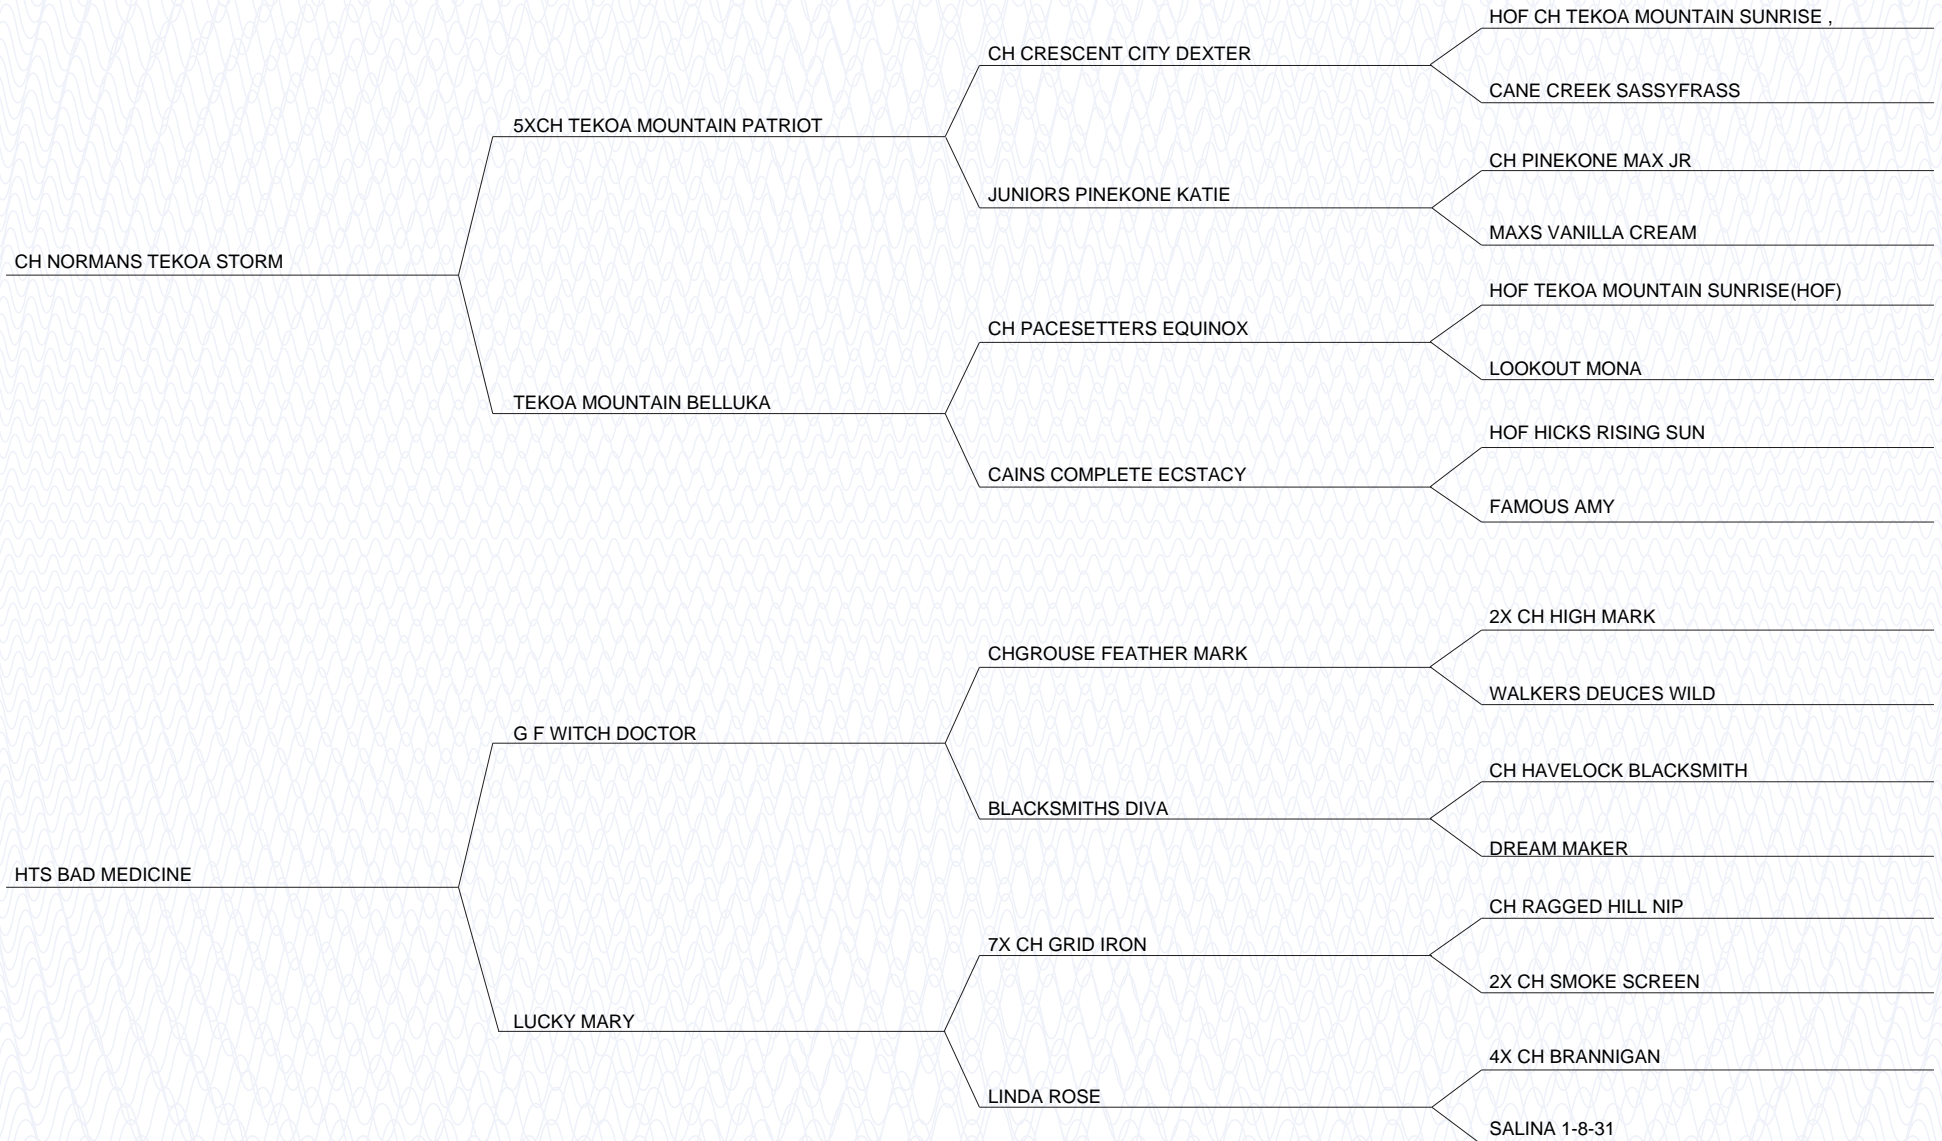 HOF CH TEKOA MOUNTAIN SUNRISE ,
CH CRESCENT CITY DEXTER
CANE CREEK SASSYFRASS
5XCH TEKOA MOUNTAIN PATRIOT
CH PINEKONE MAX JR
JUNIORS PINEKONE KATIE
MAXS VANILLA CREAM
CH NORMANS TEKOA STORM
HOF TEKOA MOUNTAIN SUNRISE(HOF)
CH PACESETTERS EQUINOX
LOOKOUT MONA
TEKOA MOUNTAIN BELLUKA
HOF HICKS RISING SUN
CAINS COMPLETE ECSTACY
FAMOUS AMY
2X CH HIGH MARK
CHGROUSE FEATHER MARK
WALKERS DEUCES WILD
G F WITCH DOCTOR
CH HAVELOCK BLACKSMITH
BLACKSMITHS DIVA
DREAM MAKER
HTS BAD MEDICINE
CH RAGGED HILL NIP
7X CH GRID IRON
2X CH SMOKE SCREEN
LUCKY MARY
4X CH BRANNIGAN
LINDA ROSE
SALINA 1-8-31